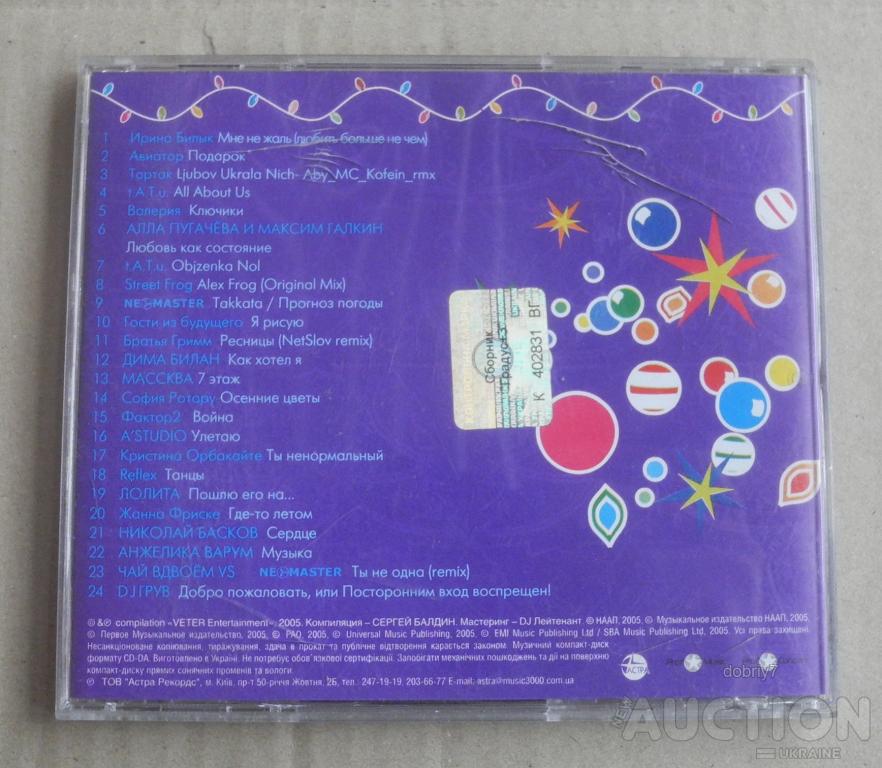 1 Ирина Билык Мне не жаль (любить больше не чем)
2 Авиатор Подарок
3 Тартак Ljubov Ukrala Nich- Aby_MC_Kofein_rmx
4 t.A.T.u. All About Us
5 Валерия Ключики
6 АЛЛА ПУГАЧЁВА И МАКСИМ ГАЛКИН
Любовь как состояние
7 t.A.T.u. Objzenka Nol
8 Street Frog Alex Frog (Original Mix)
9 MASTER Takkata / Прогноз погоды
10 Гости из будущего Я рисую
11 Братья Гримм Ресницы (NetSlov remix)
12 ДИМА БИЛАН Как хотел я
13 МАССКВА 7 этаж
14 София Ротару Осенние цветы
15 Фактор2 Война
16 A'STUDIO Улетаю
17 Кристина Орбакайте Ты ненормальный
18 Reflex Танцы
19 ЛОЛИТА Пошлю его на...
20 Жанна Фриске Где-то летом
21 НИКОЛАЙ БАСКОВ Сердце
22 АНЖЕЛИКА ВАРУМ Музыка
23 ЧАЙ ВДВОЁМ VS MASTER Ты не одна (remix)
24 DJ ГРУВ Добро пожаловать, или Посторонним вход воспрещен!
Сборник
Градус
К 402831 ВГ
© &℗ compilation «VETER Entertainment» 2005. Компиляция – СЕРГЕЙ БАЛДИН. Мастеринг – DJ Лейтенант © НААП, 2005. © Музыкальное издательство НААП, 2005.
© Первое Музыкальное издательство, 2005. © РАО, 2005. © Universal Music Publishing, 2005. © EMI Music Publishing Ltd / SBA Music Publishing Ltd, 2005. Усі права захищені.
Несанкціоноване копіювання, тиражування, здача в прокат та публічне відтворення карається законом. Музичний компакт-диск
формату CD-DA. Виготовлено в Україні. Не потребує обов'язкової сертифікації. Запобігати механічних пошкоджень та дії на поверхню
компакт-диску прямих сонячних променів та вологи.
℗ ТОВ "Астра Рекордс", м. Київ, пр-т 50-річчя Жовтня, 2Б, тел.: 247-19-19, 203-66-77 E-mail: astra@music3000.com.ua
АСТРА
dobriy7
AUCTION
UKRAINE